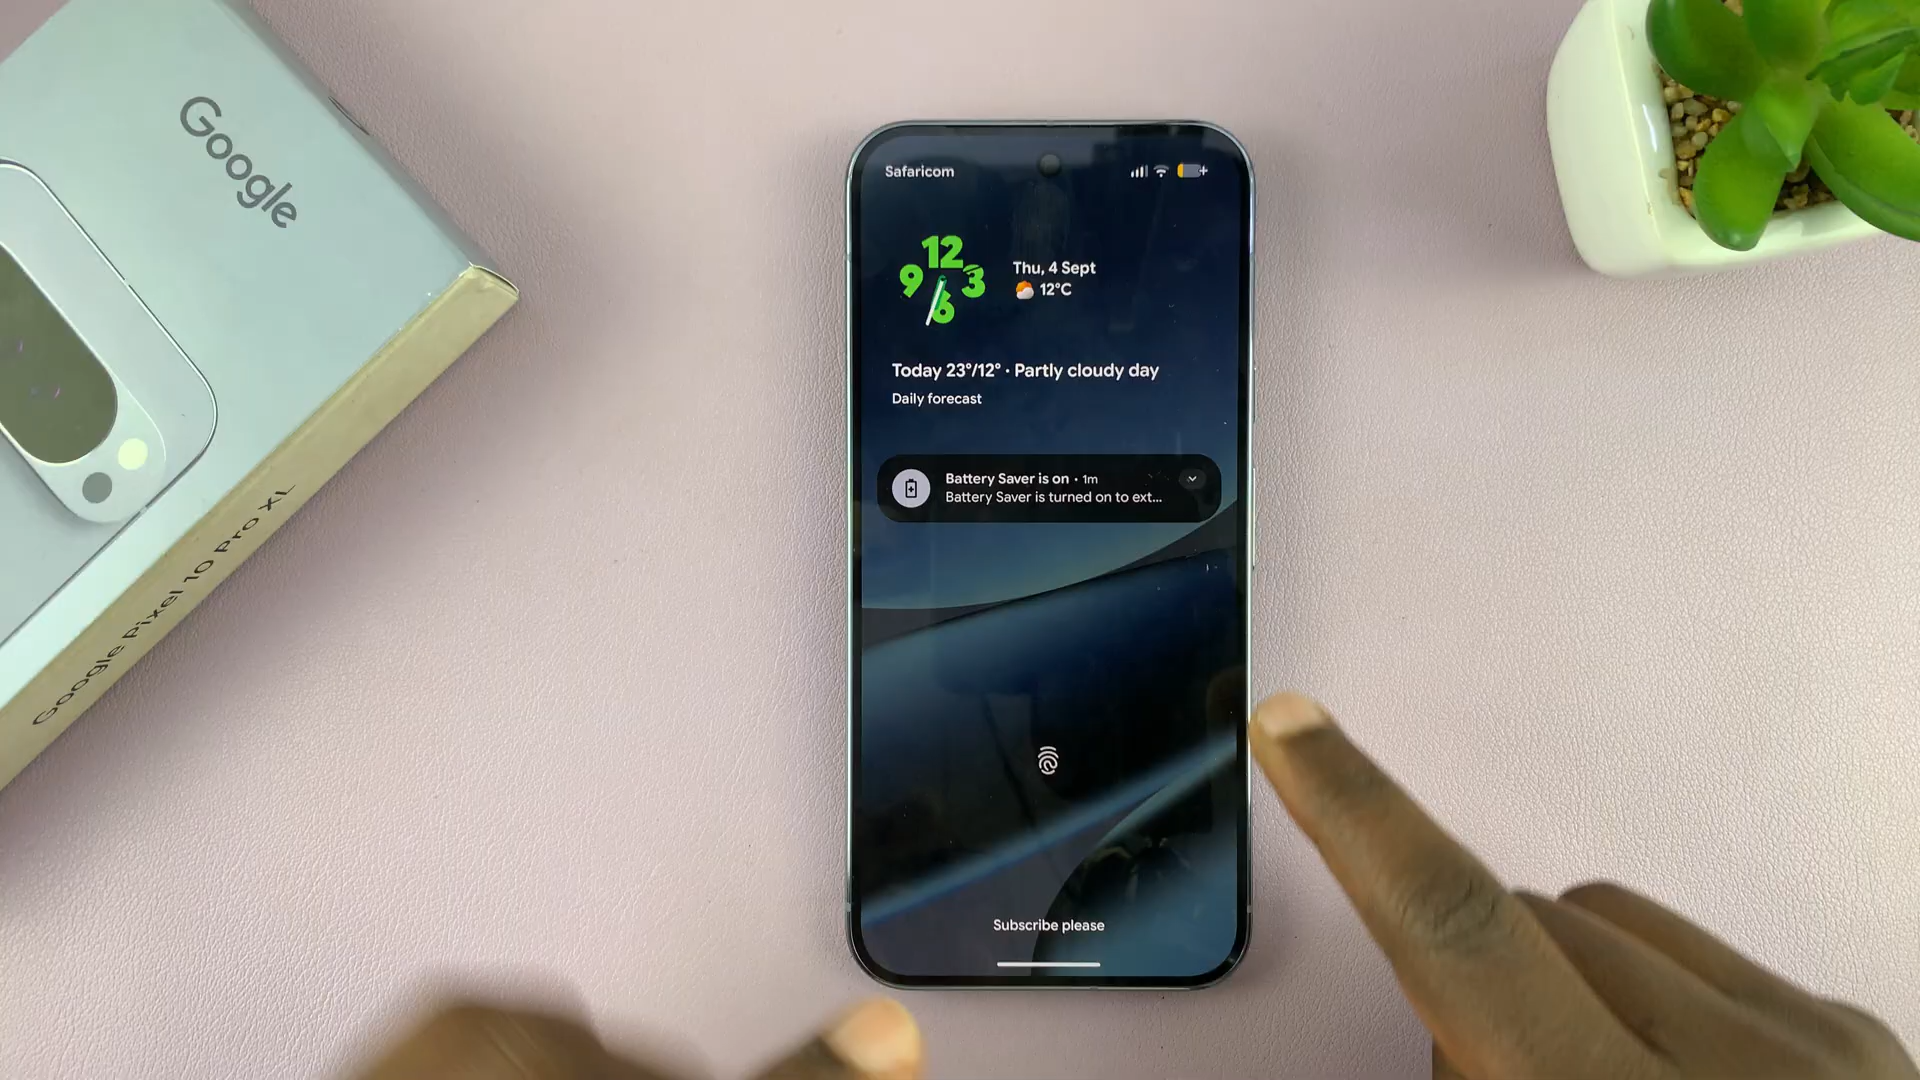 Google
Google Pixel 10 Pro XL
Safaricom
12
9 3
6
Thu, 4 Sept
12°C
Today 23°/12° · Partly cloudy day
Daily forecast
Battery Saver is on · 1m
Battery Saver is turned on to ext...
Subscribe please